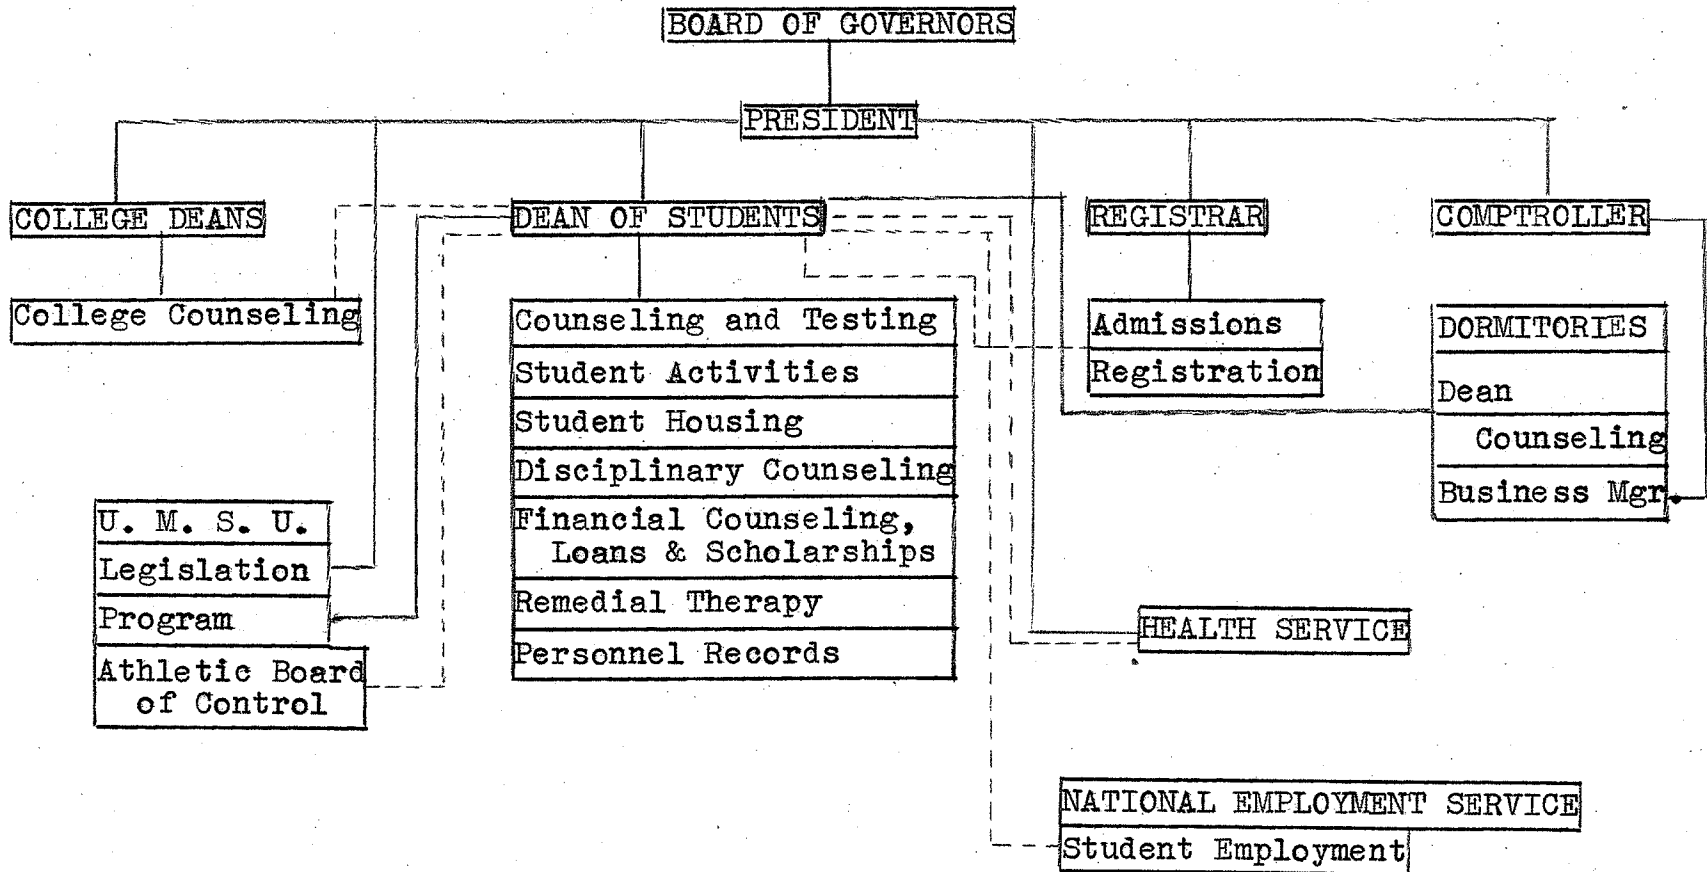 BOARD OF GOVERNORS
PRESIDENT
COLLEGE DEANS
DEAN OF STUDENTS
REGISTRAR
COMPTROLLER
College Counseling
Counseling and Testing
Student Activities
Student Housing
Disciplinary Counseling
Financial Counseling,
Loans & Scholarships
Remedial Therapy
Personnel Records
Admissions
Registration
DORMITORIES
Dean
Counseling
Business Mgr.
U. M. S. U.
Legislation
Program
Athletic Board
of Control
HEALTH SERVICE
NATIONAL EMPLOYMENT SERVICE
Student Employment